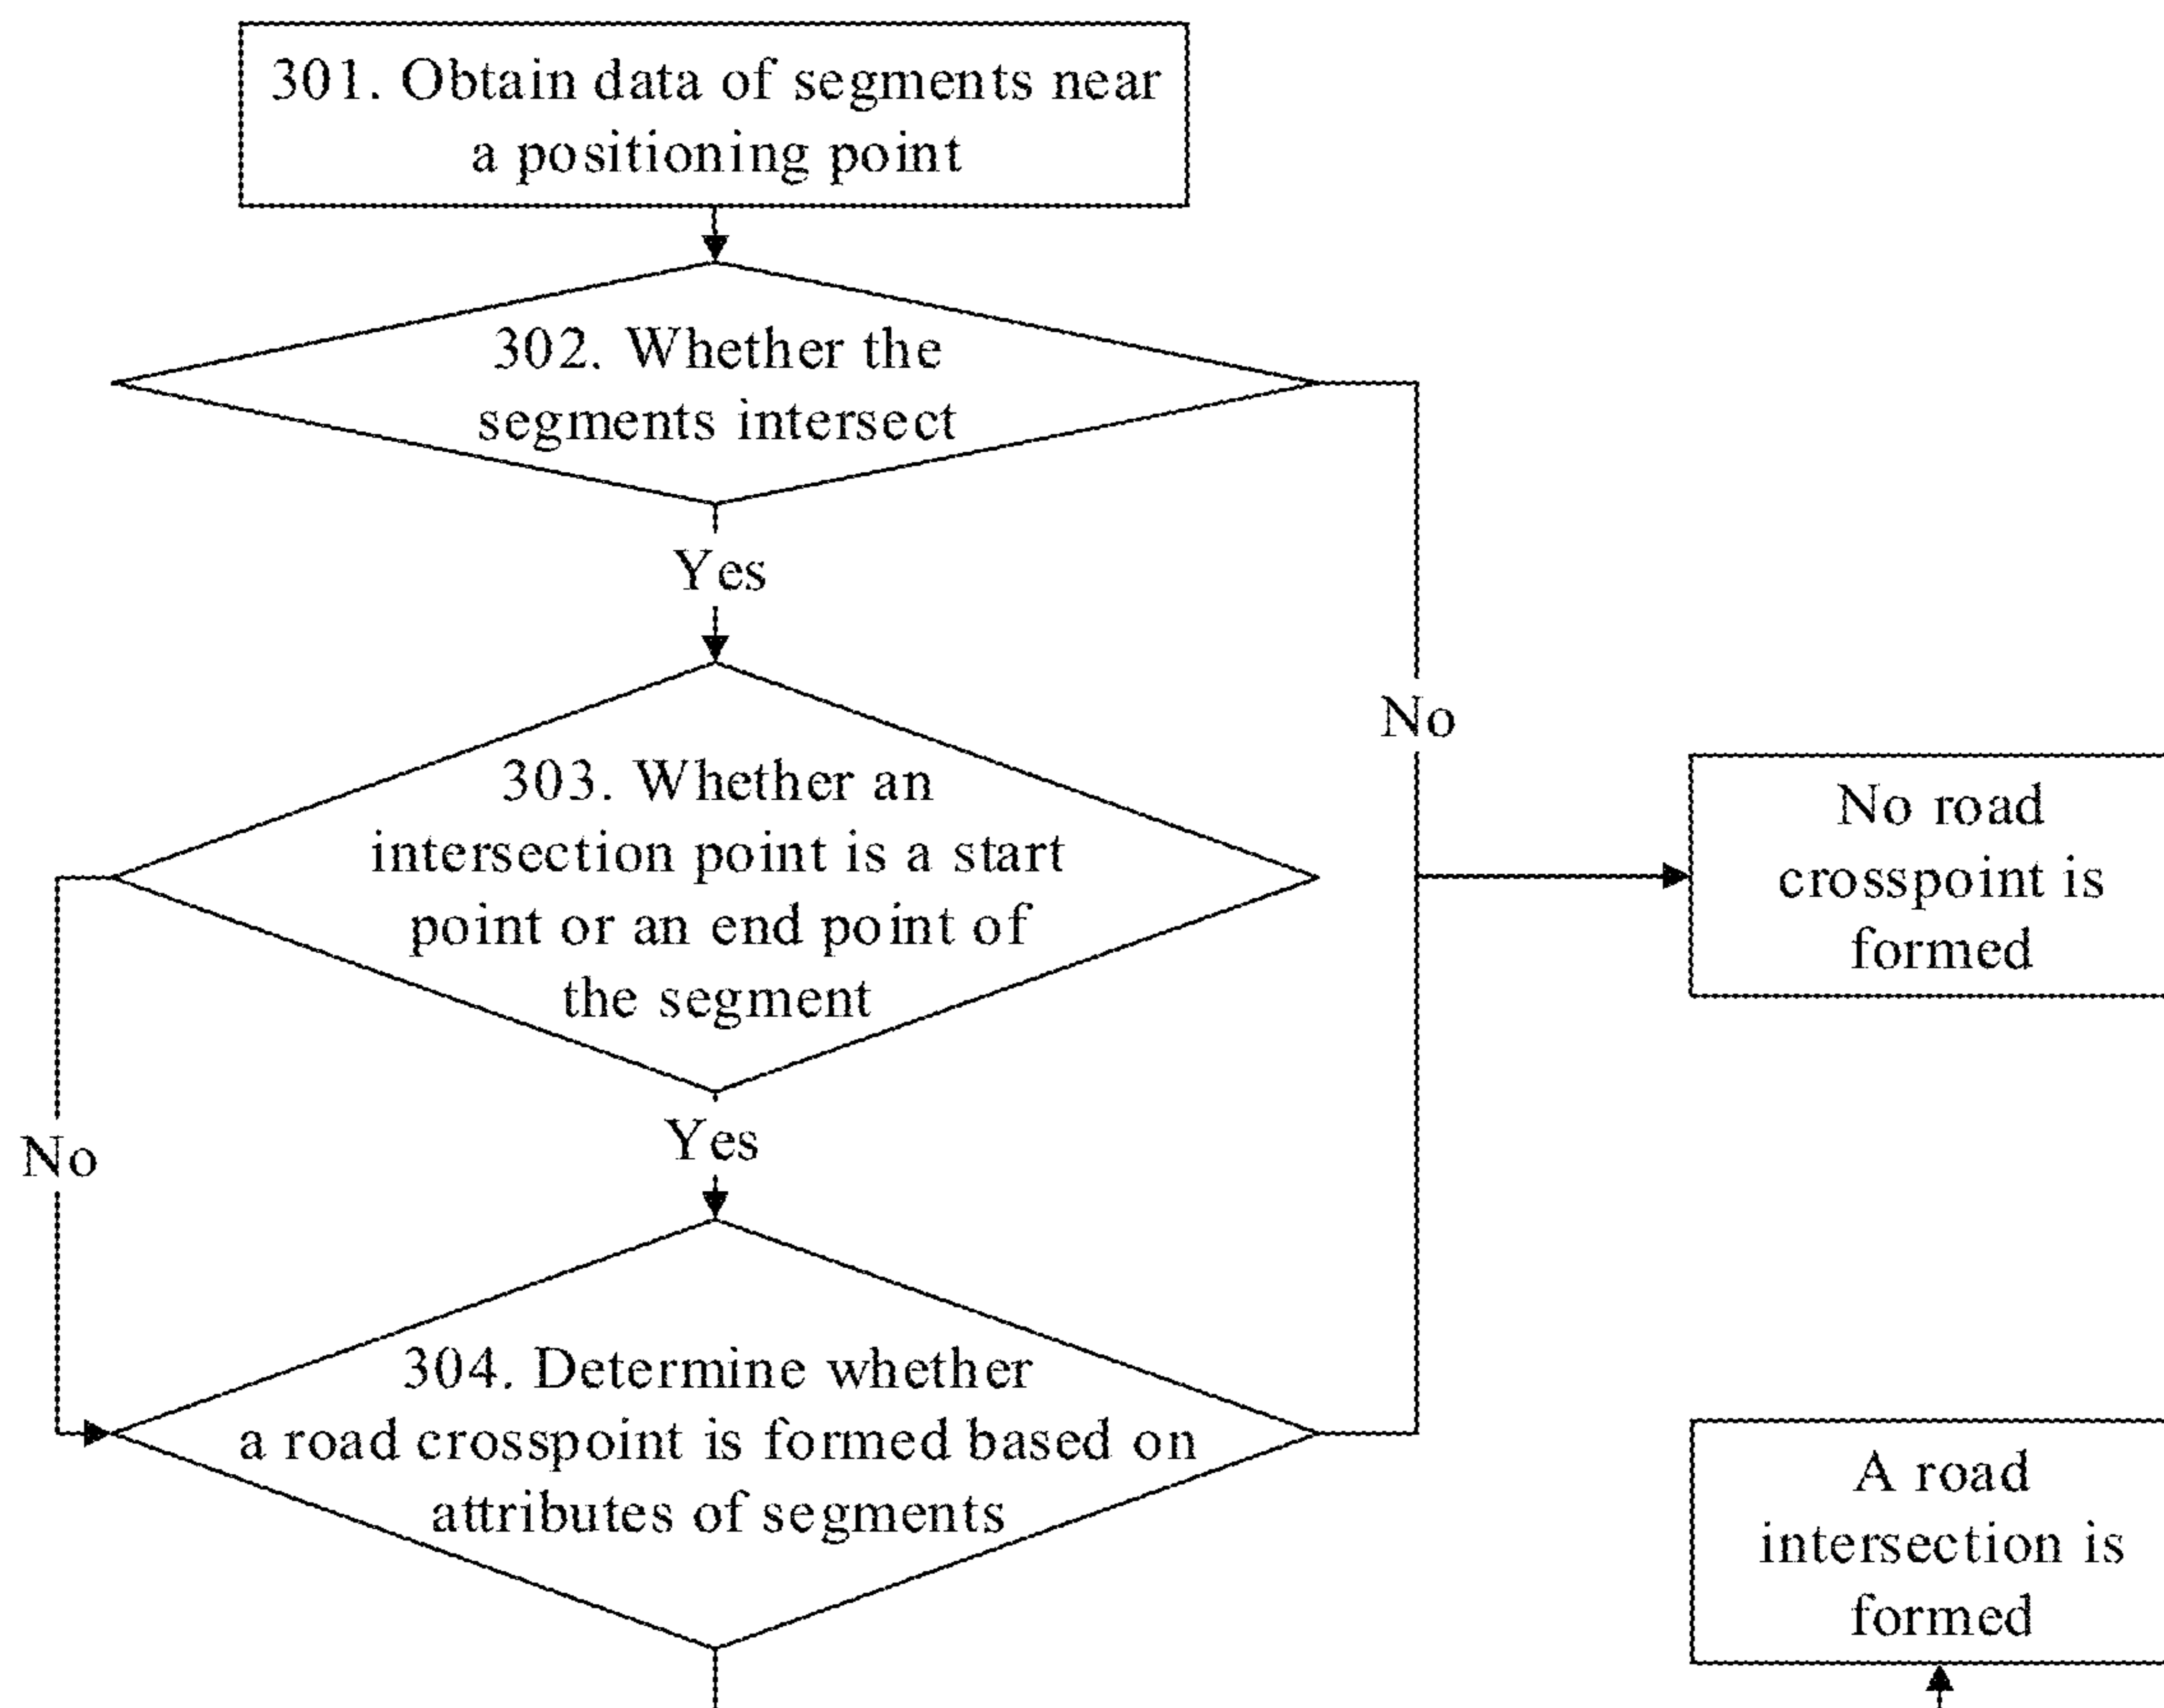 301. Obtain data of segments near
a positioning point
302. Whether the
segments intersect
Yes
No
303. Whether an
intersection point is a start
point or an end point of
the segment
No road
crosspoint is
formed
No
Yes
304. Determine whether
a road crosspoint is formed based on
attributes of segments
A road
intersection is
formed